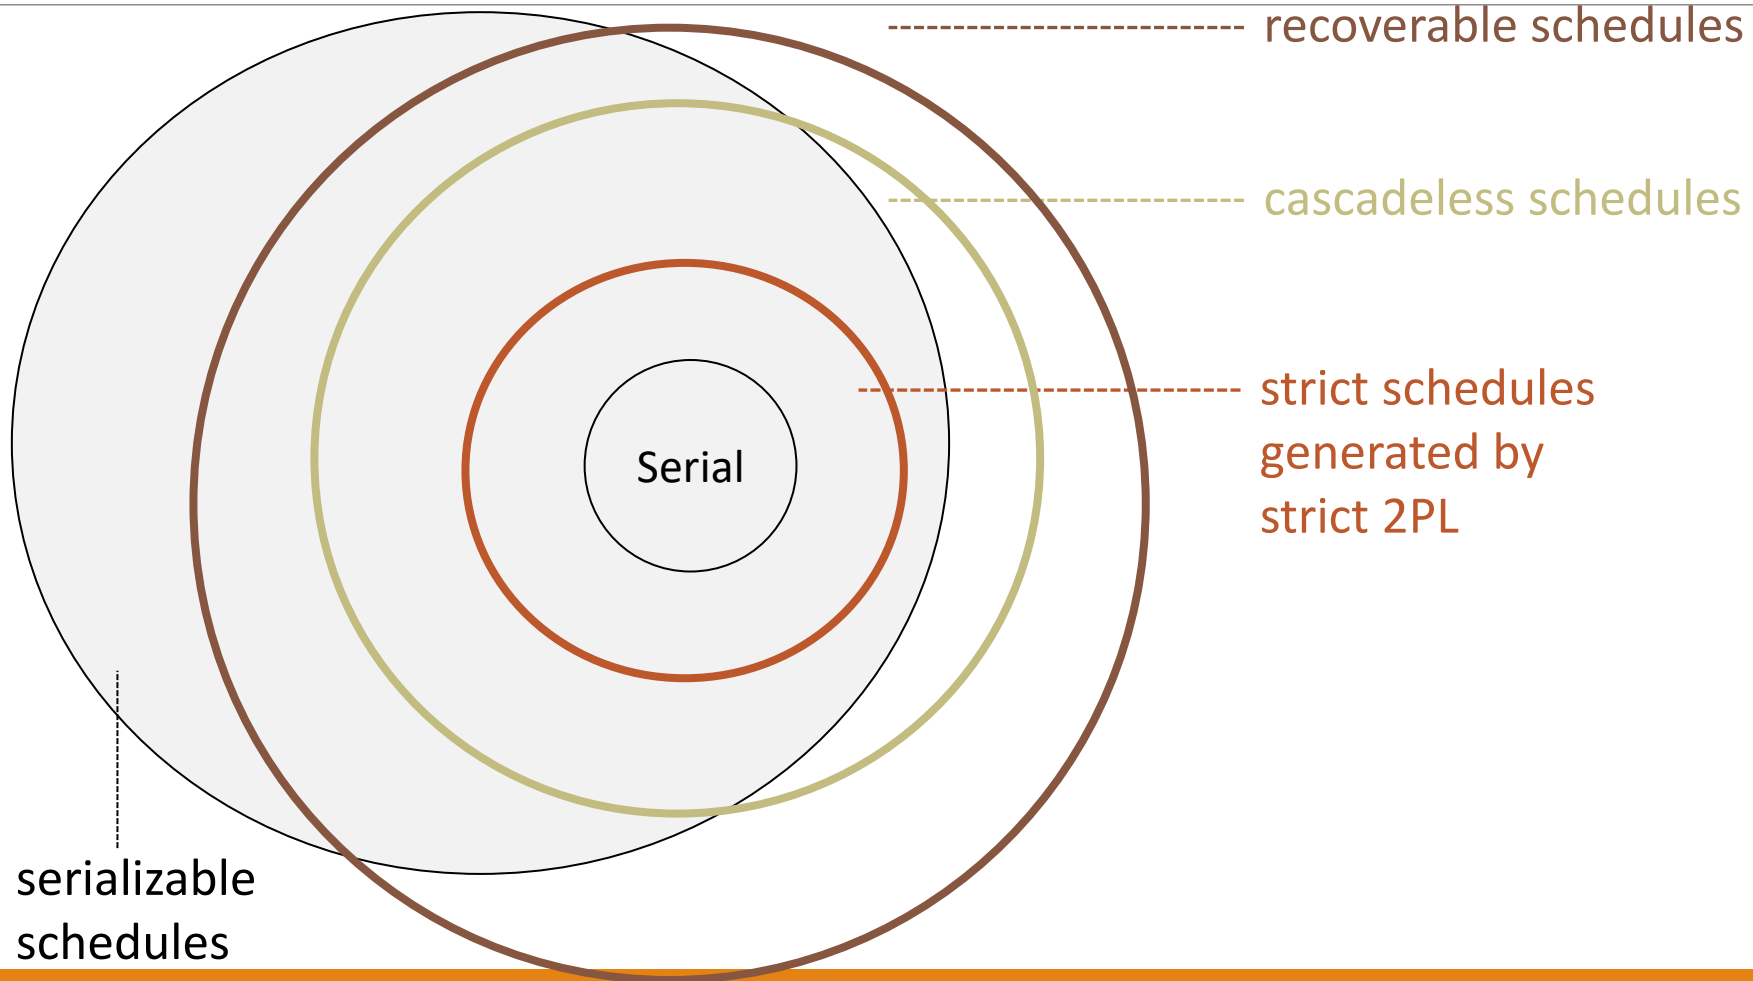 recoverable schedules
cascadeless schedules
strict schedules
generated by
strict 2PL
Serial
serializable
schedules